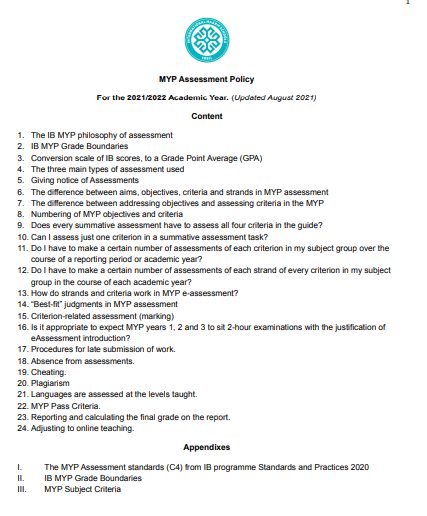 1
MYP Assessment Policy
For the 2021/2022 Academic Year. (Updated August 2021)
Content
1. The IB MYP philosophy of assessment
2. IB MYP Grade Boundaries
3. Conversion scale of IB scores, to a Grade Point Average (GPA)
4. The three main types of assessment used
5. Giving notice of Assessments
6. The difference between aims, objectives, criteria and strands in MYP assessment
7. The difference between addressing objectives and assessing criteria in the MYP
8. Numbering of MYP objectives and criteria
9. Does every summative assessment have to assess all four criteria in the guide?
10. Can I assess just one criterion in a summative assessment task?
11. Do I have to make a certain number of assessments of each criterion in my subject group over the
course of a reporting period or academic year?
12. Do I have to make a certain number of assessments of each strand of every criterion in my subject
group in the course of each academic year?
13. How do strands and criteria work in MYP e-assessment?
14. “Best-fit” judgments in MYP assessment
15. Criterion-related assessment (marking)
16. Is it appropriate to expect MYP years 1, 2 and 3 to sit 2-hour examinations with the justification of
eAssessment introduction?
17. Procedures for late submission of work.
18. Absence from assessments.
19. Cheating.
20. Plagiarism
21. Languages are assessed at the levels taught.
22. MYP Pass Criteria.
23. Reporting and calculating the final grade on the report.
24. Adjusting to online teaching.
Appendixes
I. The MYP Assessment standards (C4) from IB programme Standards and Practices 2020
II. IB MYP Grade Boundaries
III. MYP Subject Criteria